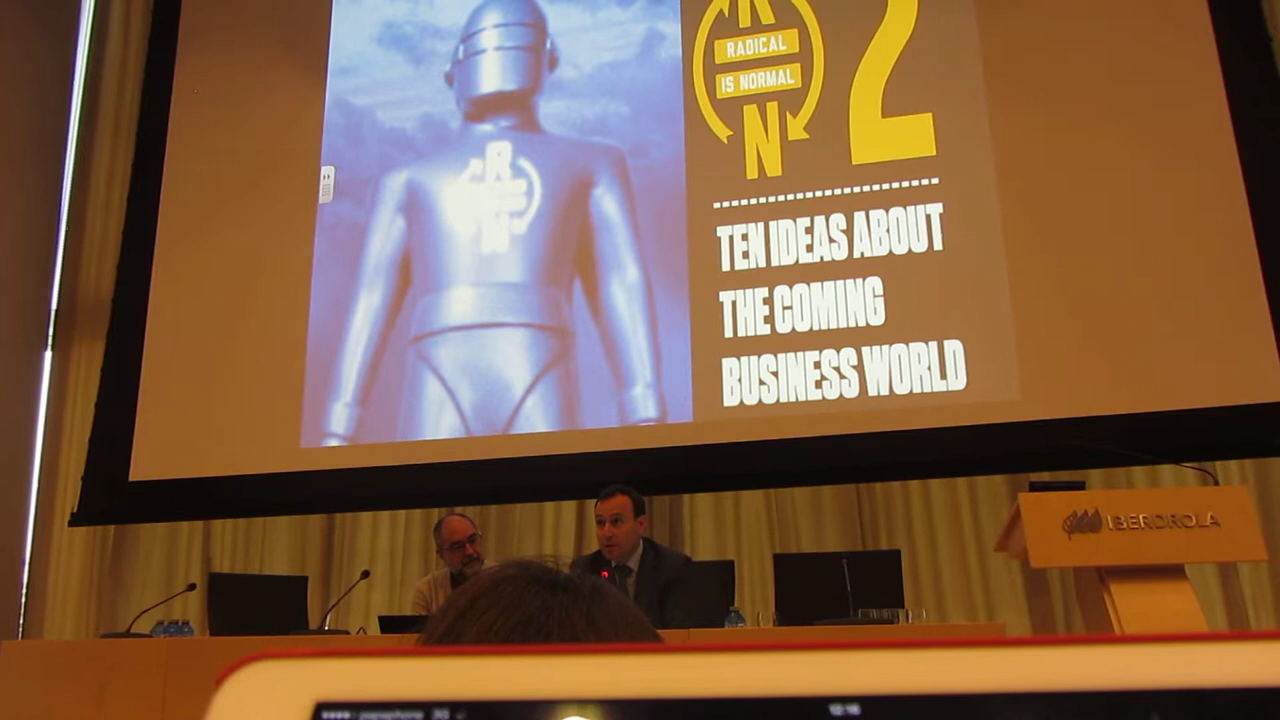 R
RADICAL
IS NORMAL
N
2
TEN IDEAS ABOUT
THE COMING
BUSINESS WORLD
R
N
IBERDROLA